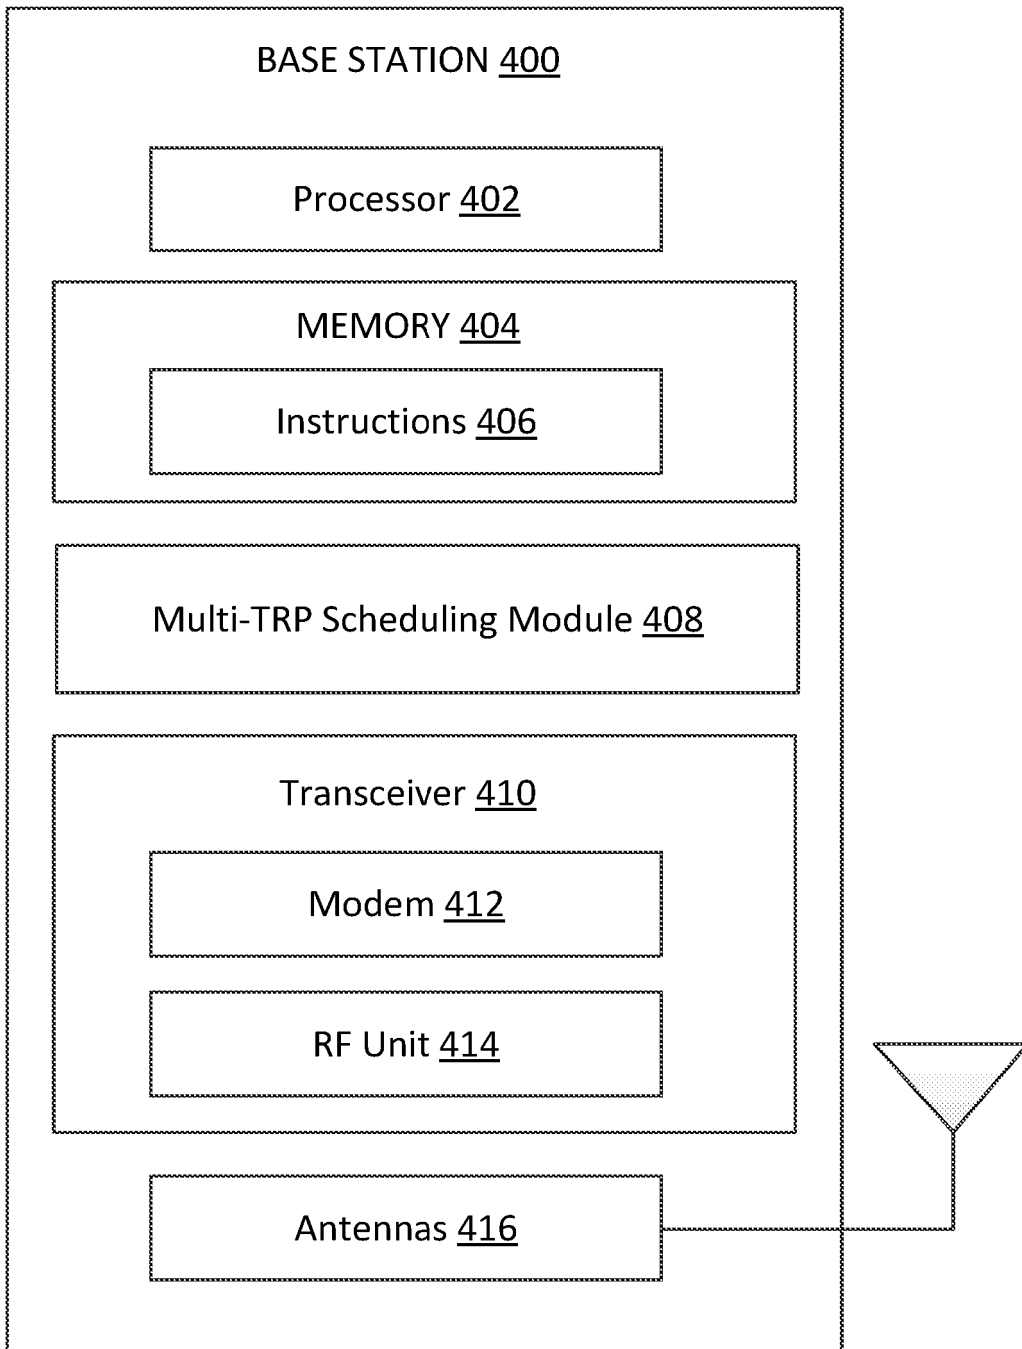 BASE STATION 400
Processor 402
MEMORY 404
Instructions 406
Multi-TRP Scheduling Module 408
Transceiver 410
Modem 412
RF Unit 414
Antennas 416